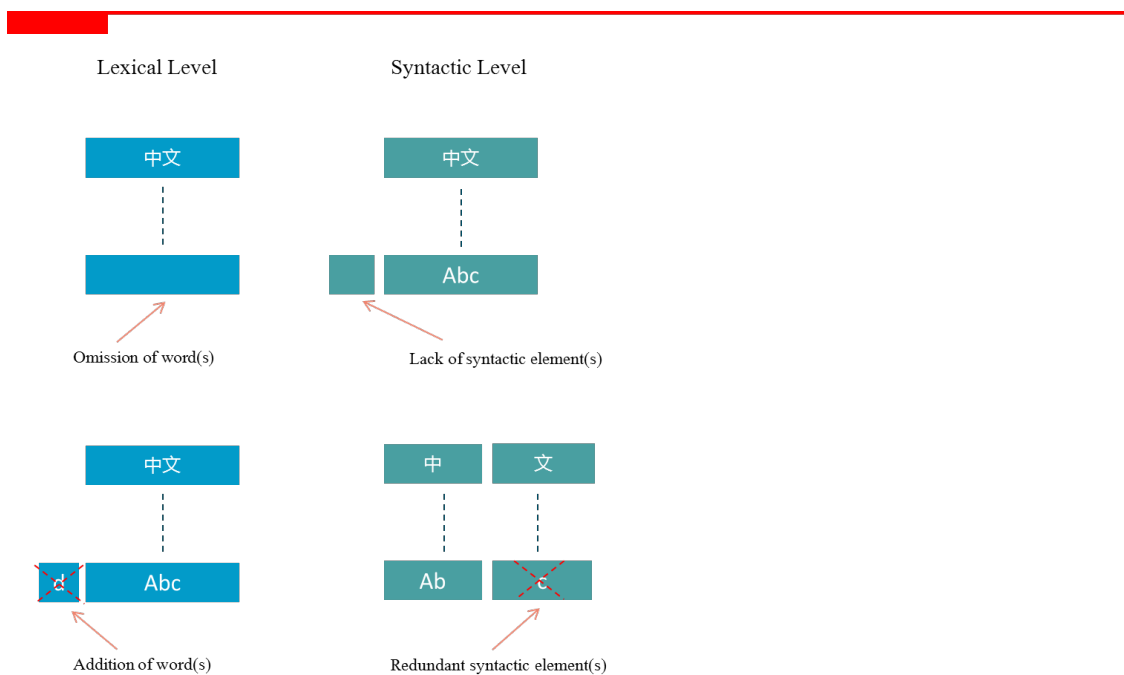 Lexical Level
Syntactic Level
中文
中文
Abc
Omission of word(s)
Lack of syntactic element(s)
中文
中
文
d
Abc
Ab
c
Addition of word(s)
Redundant syntactic element(s)